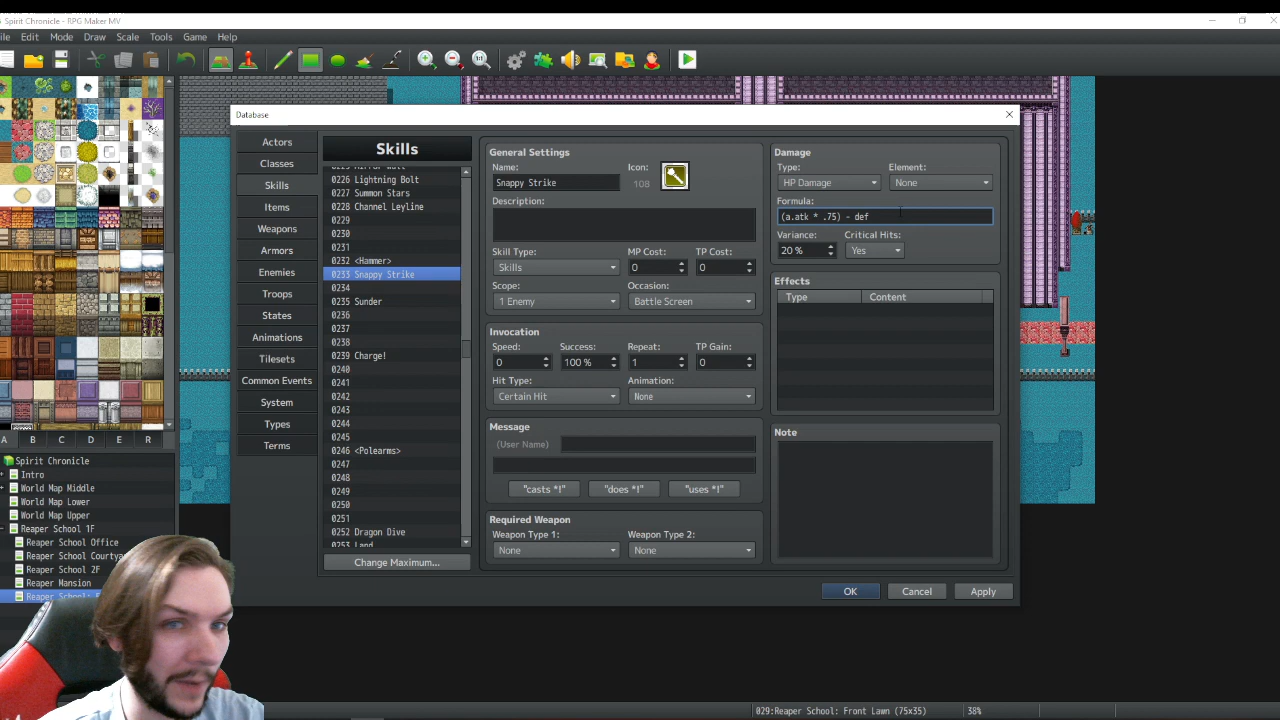 Spirit Chronicle - RPG Maker MV
Edit Mode Draw Scale Tools Game Help
Database
Actors
Classes
Skills
Items
Weapons
Armors
Enemies
Troops
States
Animations
Tilesets
Common Events
System
Types
Terms
Skills
0226 Lightning Bolt
0227 Summon Stars
0228 Channel Leyline
0229
0230
0231
0232 <Hammer>
0233 Snappy Strike
0234
0235 Sunder
0236
0237
0238
0239 Charge!
0240
0241
0242
0243
0244
0245
0246 <Polearms>
0247
0248
0249
0250
0251
0252 Dragon Dive
0253 Land
Change Maximum...
General Settings
Name:
Icon:
Snappy Strike
108
Description:
Skill Type:
MP Cost:
TP Cost:
Skills
0
0
Scope:
Occasion:
1 Enemy
Battle Screen
Invocation
Speed:
Success:
Repeat:
TP Gain:
0
100 %
1
0
Hit Type:
Animation:
Certain Hit
None
Message
(User Name)
"casts *!"
"does *!"
"uses *!"
Required Weapon
Weapon Type 1:
Weapon Type 2:
None
None
Damage
Type:
Element:
HP Damage
None
Formula:
(a.atk * .75) - def
Variance:
Critical Hits:
20 %
Yes
Effects
Type
Content
Note
OK
Cancel
Apply
A B C D E R
Spirit Chronicle
Intro
World Map Middle
World Map Lower
World Map Upper
Reaper School 1F
Reaper School Office
Reaper School Courtya
Reaper School 2F
Reaper Mansion
Reaper School:
029:Reaper School: Front Lawn (75x35)
38%